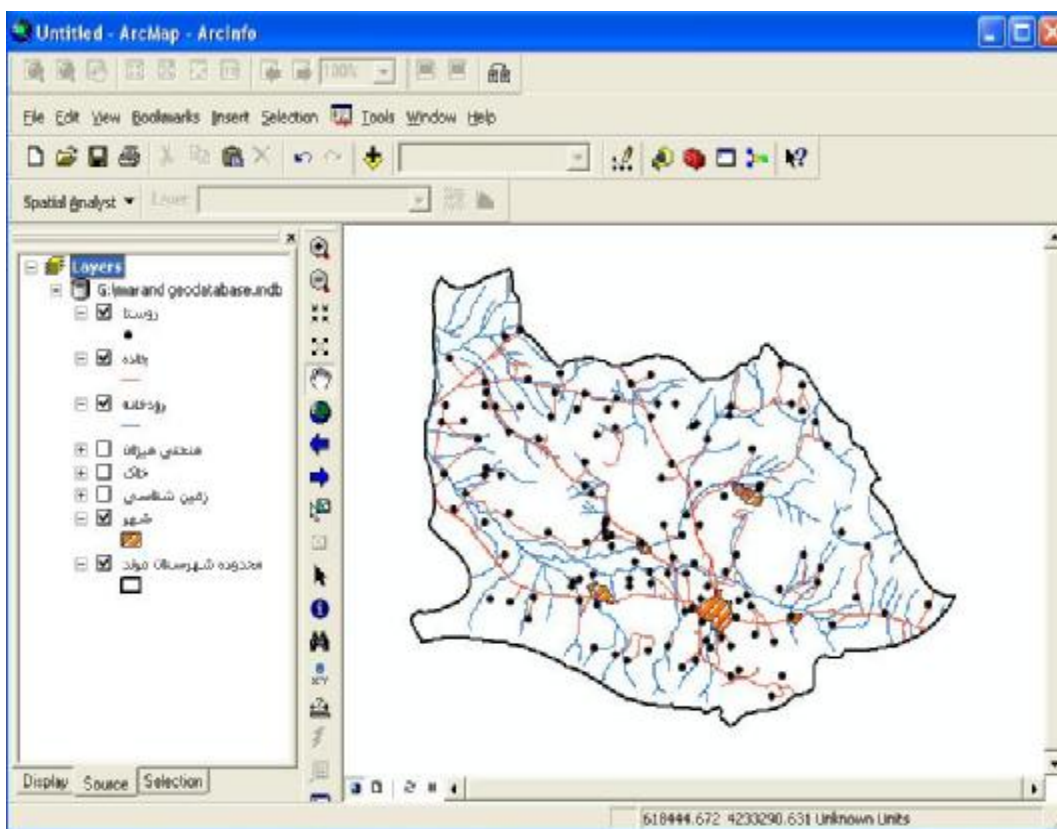 Untitled - ArcMap - ArcInfo
100%
File Edit View Bookmarks Insert Selection Tools Window Help
Spatial Analyst Layer:
Layers
G:\marand geodatabase.mdb
روستا
جاده
رودخانه
منحنی میزان
خاک
زمین شناسی
شهر
محدوده شهرستان مرند
Display Source Selection
618444.672 4233290.631 Unknown Units